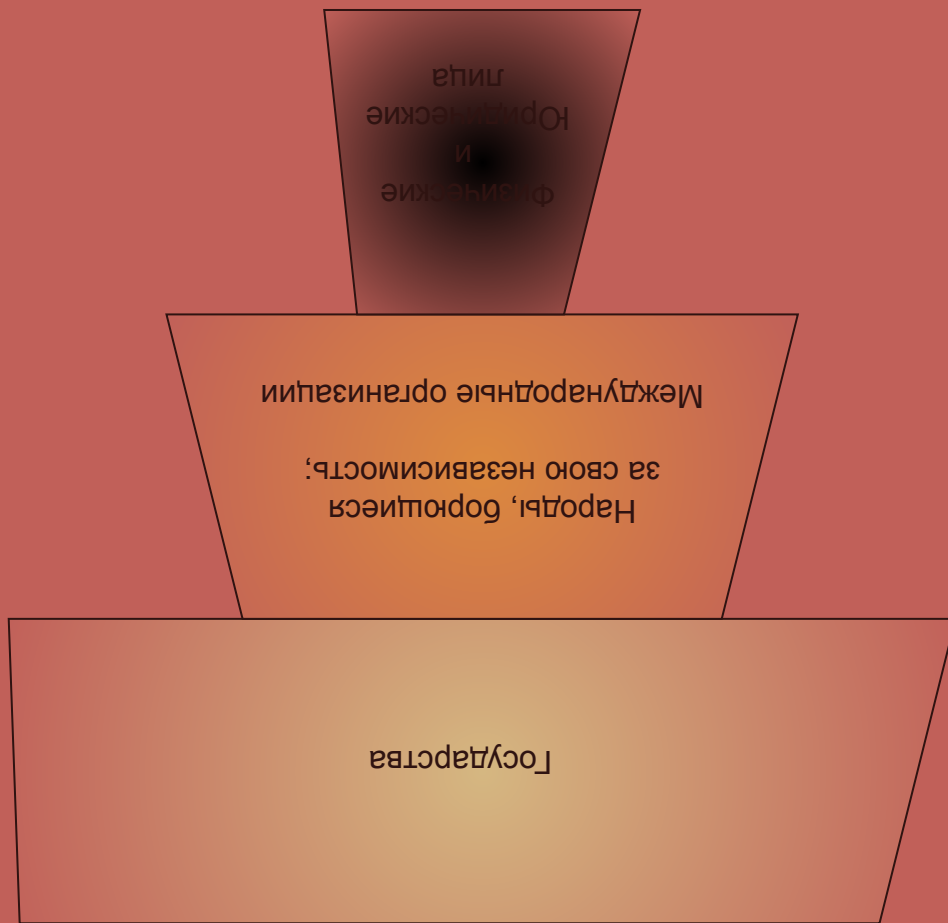 Государства
Народы, борющиеся
за свою независимость;
Международные организации
Физические
и
Юридические
лица